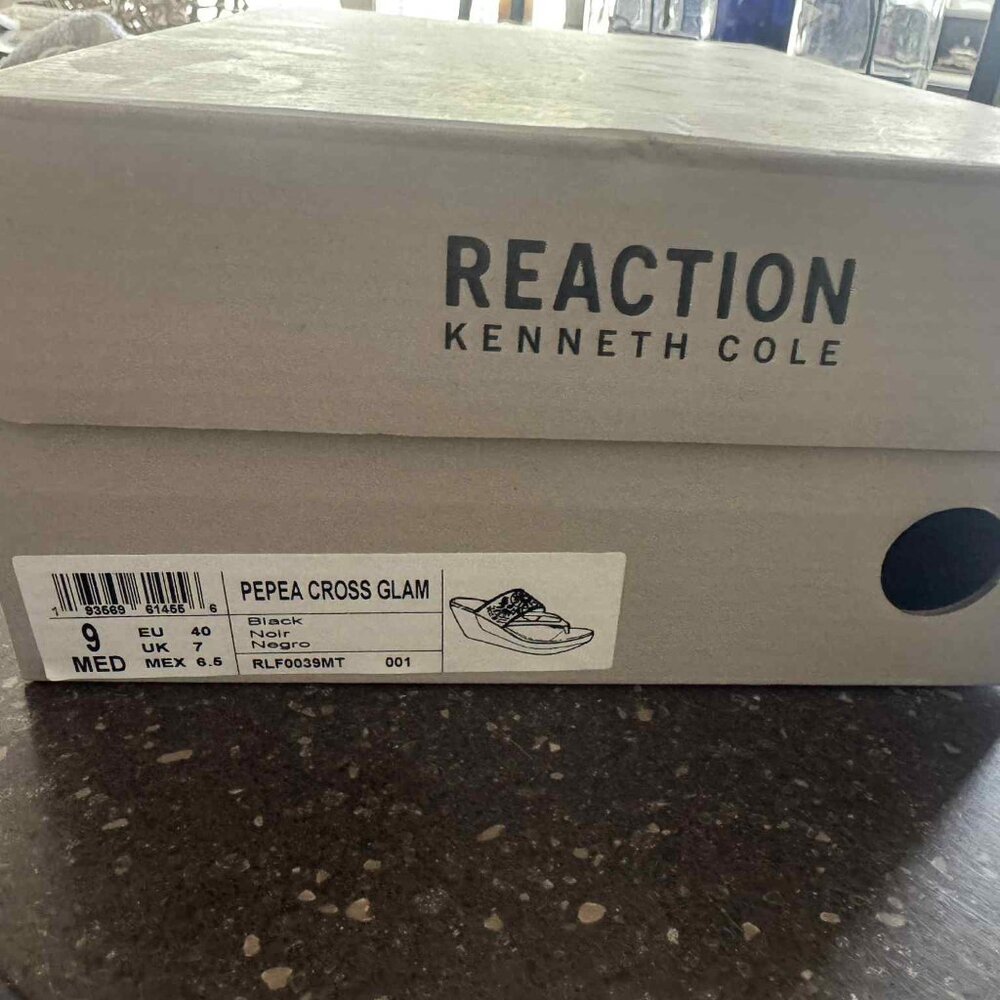 REACTION
KENNETH COLE
1 93569 61455 6
9
MED
EU 40
UK 7
MEX 6.5
PEPEA CROSS GLAM
Black
Noir
Negro
RLF0039MT 001